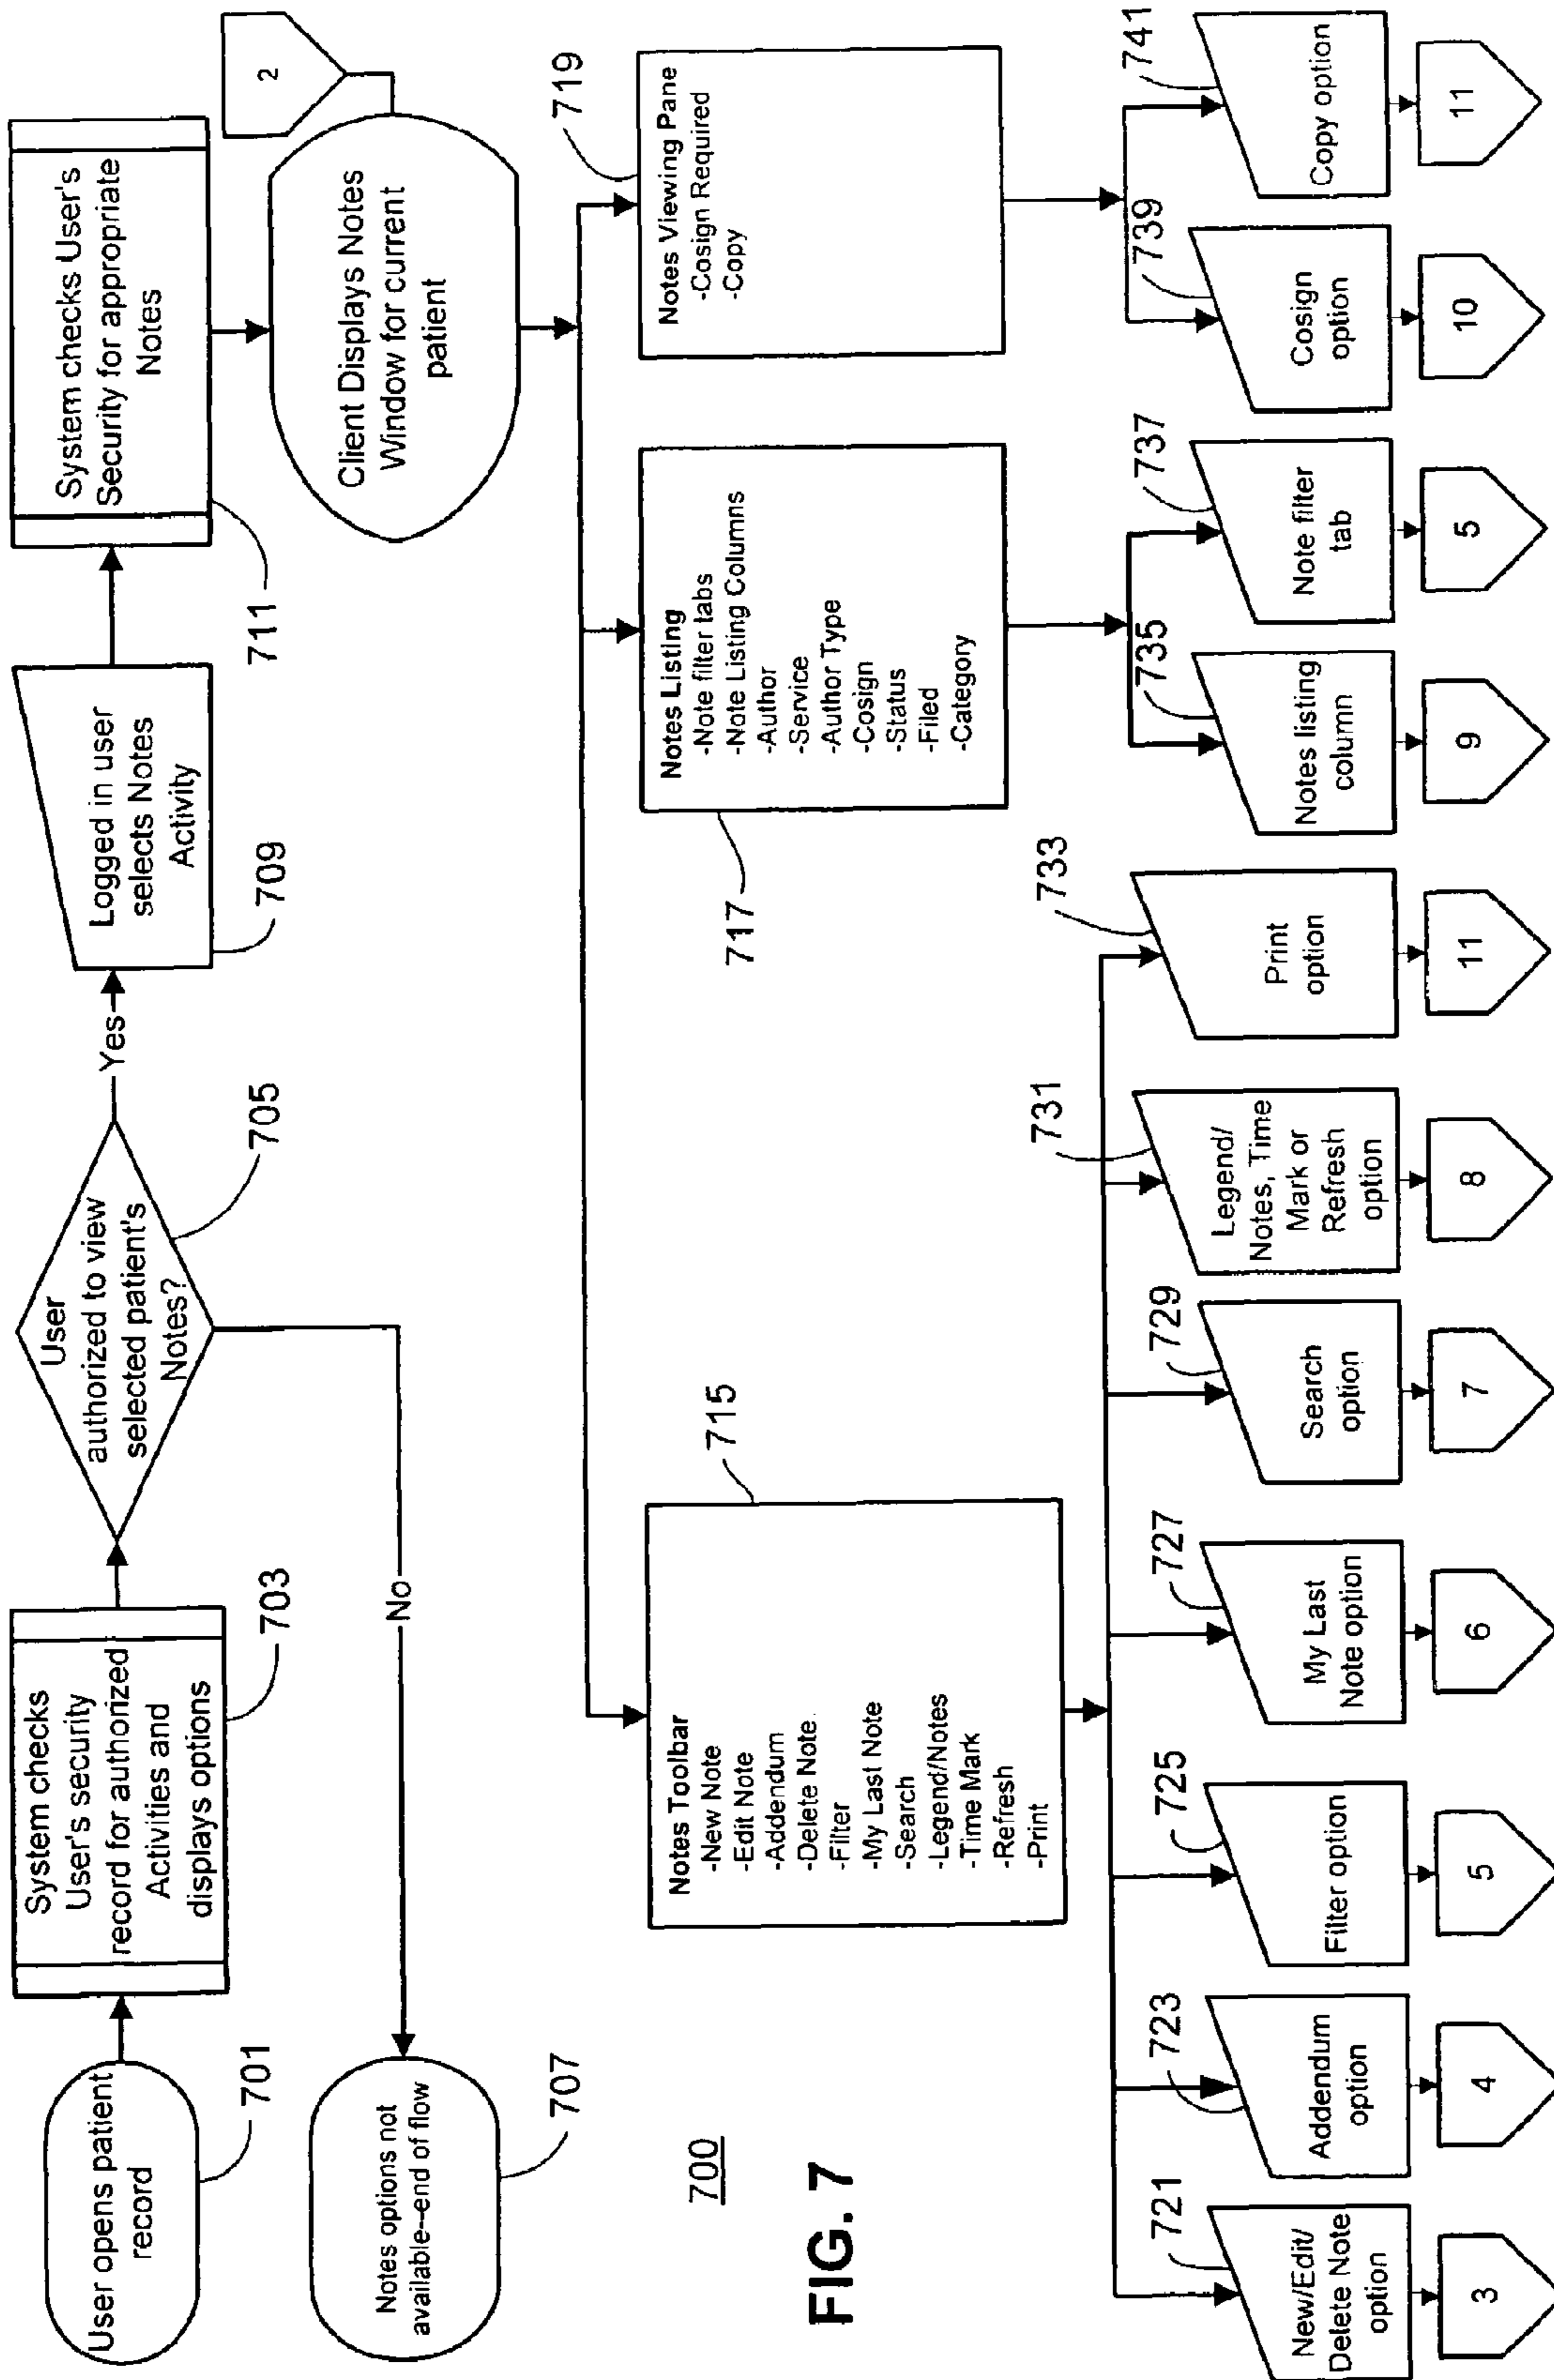 User opens patient
record
701
System checks
User's security
record for authorized
Activities and
displays options
703
User
authorized to view
selected patient's
Notes?
705
Yes
No
Notes options not
available--end of flow
707
Logged in user
selects Notes
Activity
709
System checks User's
Security for appropriate
Notes
711
2
Client Displays Notes
Window for current
patient
Notes Toolbar
-New Note
-Edit Note
-Addendum
-Delete Note
-Filter
-My Last Note
-Search
-Legend/Notes
-Time Mark
-Refresh
-Print
715
Notes Listing
-Note filter tabs
-Note Listing Columns
-Author
-Service
-Author Type
-Cosign
-Status
-Filed
-Category
717
Notes Viewing Pane
-Cosign Required
-Copy
719
New/Edit/
Delete Note
option
721
3
Addendum
option
723
4
Filter option
725
5
My Last
Note option
727
6
Search
option
729
7
Legend/
Notes, Time
Mark or
Refresh
option
731
8
Print
option
733
11
Notes listing
column
735
9
Note filter
tab
737
5
Cosign
option
739
10
Copy option
741
11
700
FIG. 7